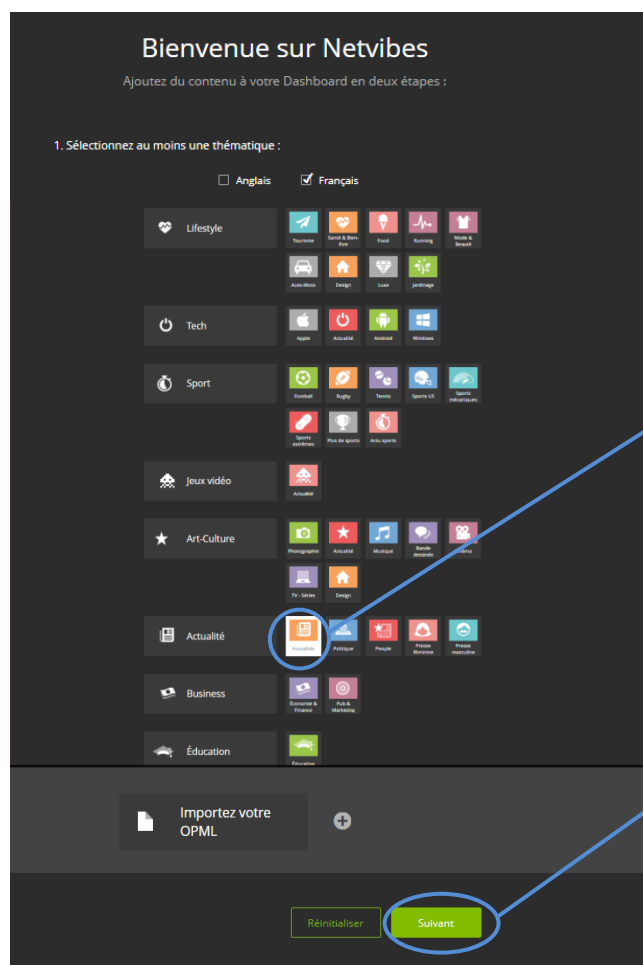 Bienvenue sur Netvibes
Ajoutez du contenu à votre Dashboard en deux étapes :
1. Sélectionnez au moins une thématique :
Anglais Français
Lifestyle
Tourisme Santé & Bien-être Food Running Mode & Beauté
Auto-Moto Design Luxe Jardinage
Tech
Apple Actualité Android Windows
Sport
Football Rugby Tennis Sports US Sports mécaniques
Sports extrêmes Plus de sports Actu sports
Jeux vidéo
Actualité
Art-Culture
Photographie Actualité Musique Bande dessinée
TV - Séries Design
Actualité
Actualités Politique People Presse féminine Presse masculine
Business
Économie & Finance Pub & Marketing
Éducation
Éducation
Importez votre
OPML
Réinitialiser Suivant